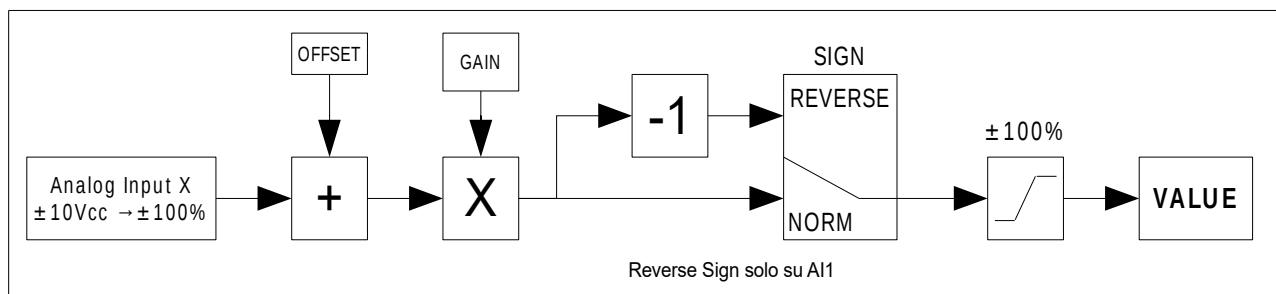 OFFSET
GAIN
SIGN
REVERSE
-1
±100%
Analog Input X
±10Vcc →±100%
+
X
NORM
VALUE
Reverse Sign solo su AI1